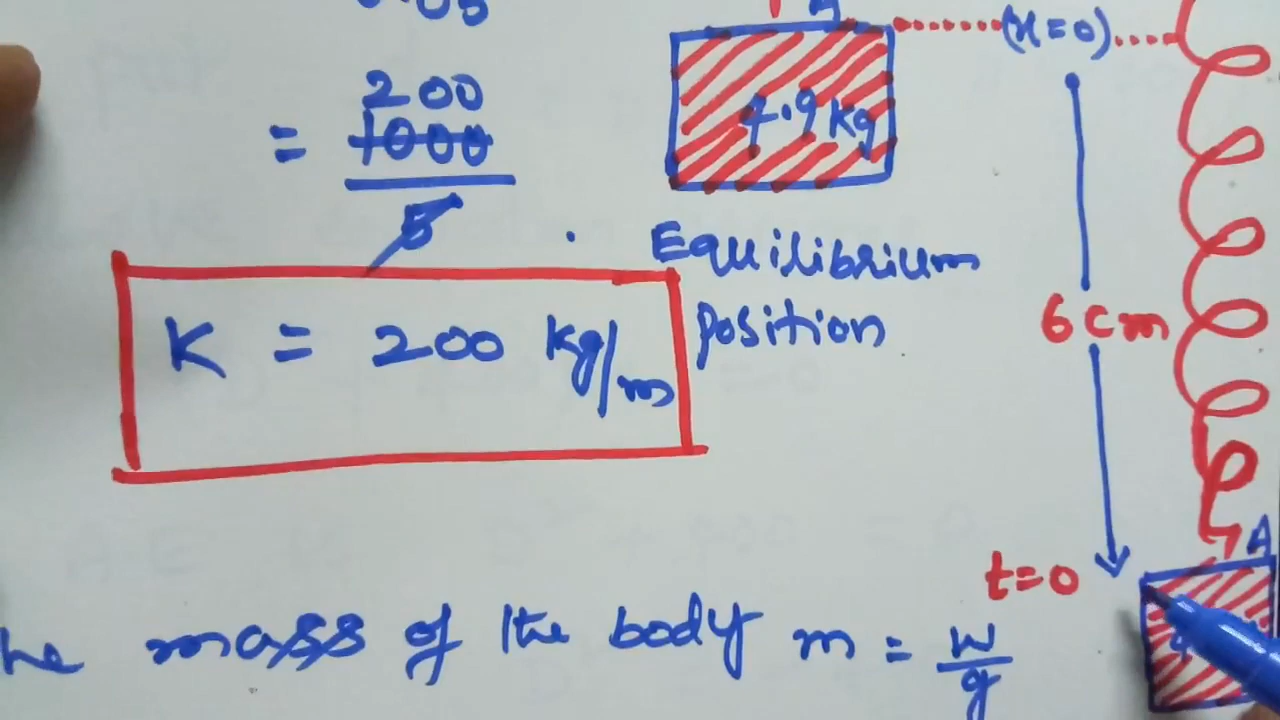 200
= 1000
5
K = 200 kg/m
(x=0)
4.9 kg
Equilibrium
position
6 cm
t=0
A
mass of the body m = W/g